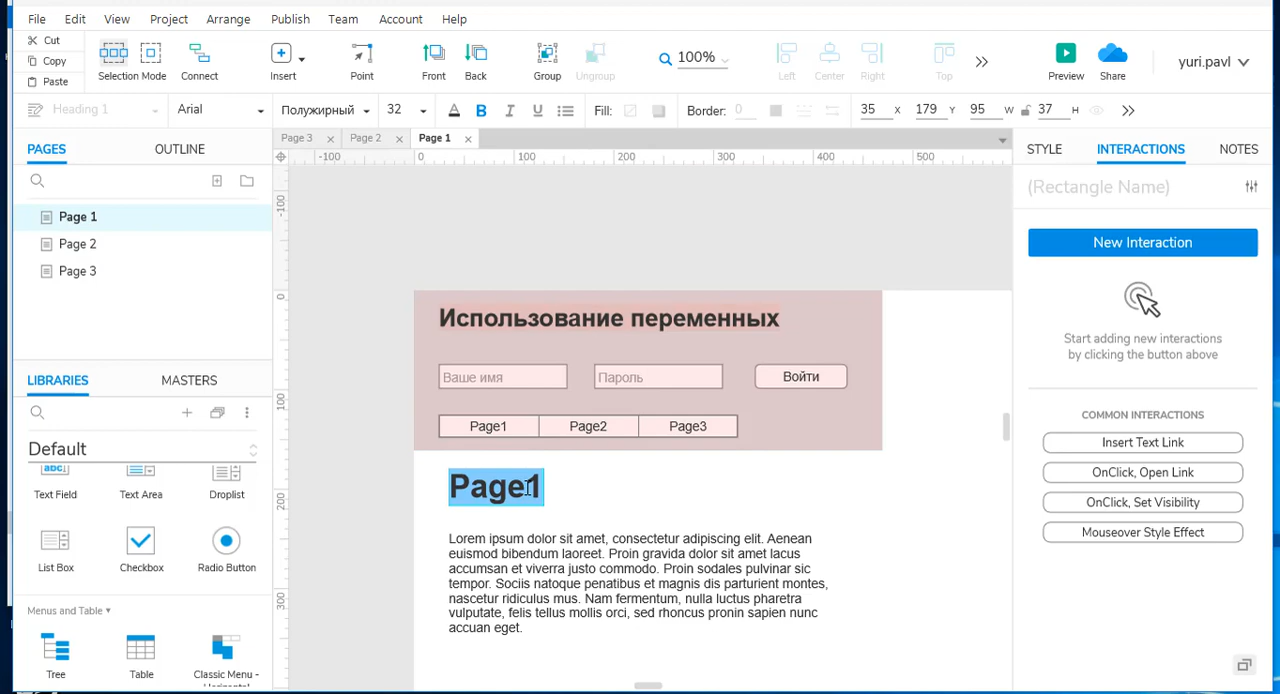 File Edit View Project Arrange Publish Team Account Help
Cut
Copy
Paste
Selection Mode Connect Insert Point Front Back Group Ungroup 100% Left Center Right Top Preview Share yuri.pavl
Heading 1 Arial Полужирный 32 Fill: Border: 0 35 X 179 Y 95 W 37 H
PAGES OUTLINE
Page 1
Page 2
Page 3
LIBRARIES MASTERS
Default
Text Field Text Area Droplist
List Box Checkbox Radio Button
Menus and Table
Tree Table Classic Menu -
Page 3 Page 2 Page 1
-100 0 100 200 300 400 500
-100
0
100
200
300
Использование переменных
Ваше имя Пароль Войти
Page1 Page2 Page3
Page1
Lorem ipsum dolor sit amet, consectetur adipiscing elit. Aenean
euismod bibendum laoreet. Proin gravida dolor sit amet lacus
accumsan et viverra justo commodo. Proin sodales pulvinar sic
tempor. Sociis natoque penatibus et magnis dis parturient montes,
nascetur ridiculus mus. Nam fermentum, nulla luctus pharetra
vulputate, felis tellus mollis orci, sed rhoncus pronin sapien nunc
accuan eget.
STYLE INTERACTIONS NOTES
(Rectangle Name)
New Interaction
Start adding new interactions
by clicking the button above
COMMON INTERACTIONS
Insert Text Link
OnClick, Open Link
OnClick, Set Visibility
Mouseover Style Effect